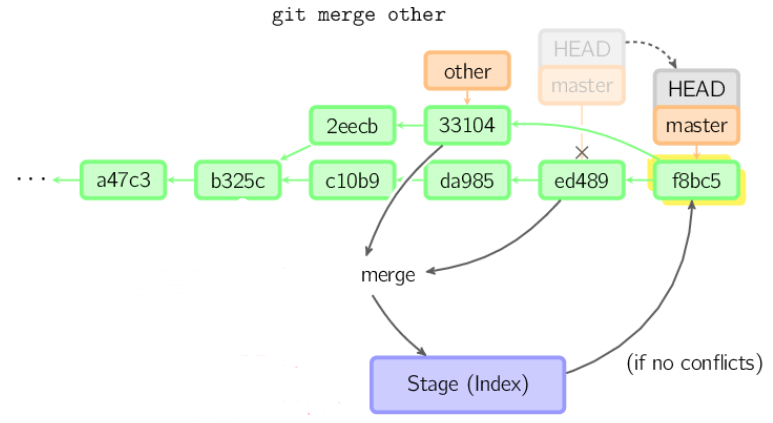 git merge other
HEAD
other
master
HEAD
master
2eecb
33104
... a47c3
b325c
c10b9
da985
ed489
f8bc5
merge
(if no conflicts)
Stage (Index)